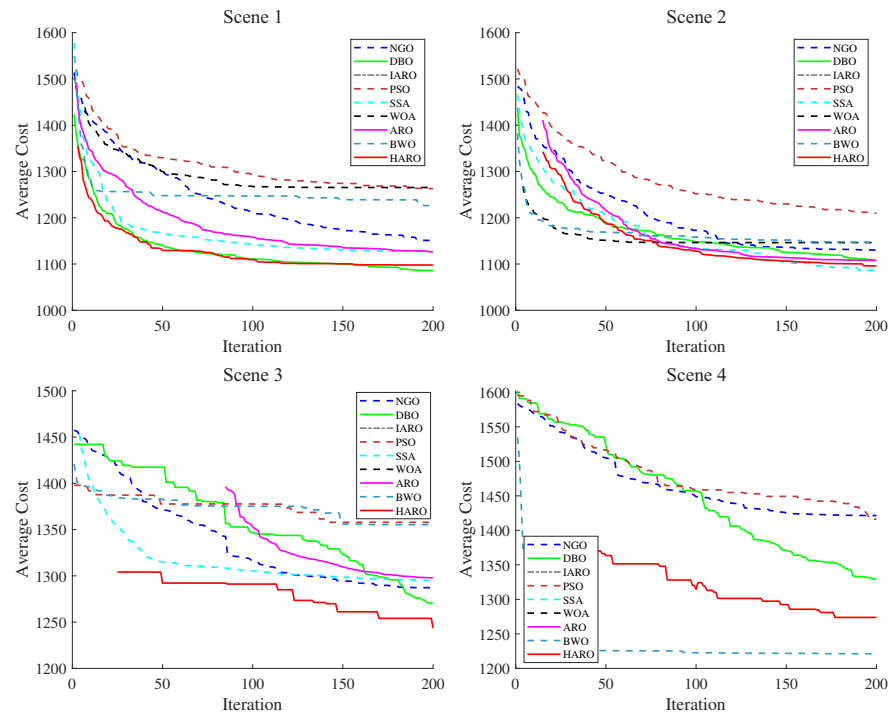 Scene 1
1600
1500
1400
1300
1200
1100
1000
Average Cost
0 50 100 150 200
Iteration
NGO
DBO
IARO
PSO
SSA
WOA
ARO
BWO
HARO
Scene 2
1600
1500
1400
1300
1200
1100
1000
Average Cost
0 50 100 150 200
Iteration
NGO
DBO
IARO
PSO
SSA
WOA
ARO
BWO
HARO
Scene 3
1500
1450
1400
1350
1300
1250
1200
Average Cost
0 50 100 150 200
Iteration
NGO
DBO
IARO
PSO
SSA
WOA
ARO
BWO
HARO
Scene 4
1600
1550
1500
1450
1400
1350
1300
1250
1200
Average Cost
0 50 100 150 200
Iteration
NGO
DBO
IARO
PSO
SSA
WOA
ARO
BWO
HARO